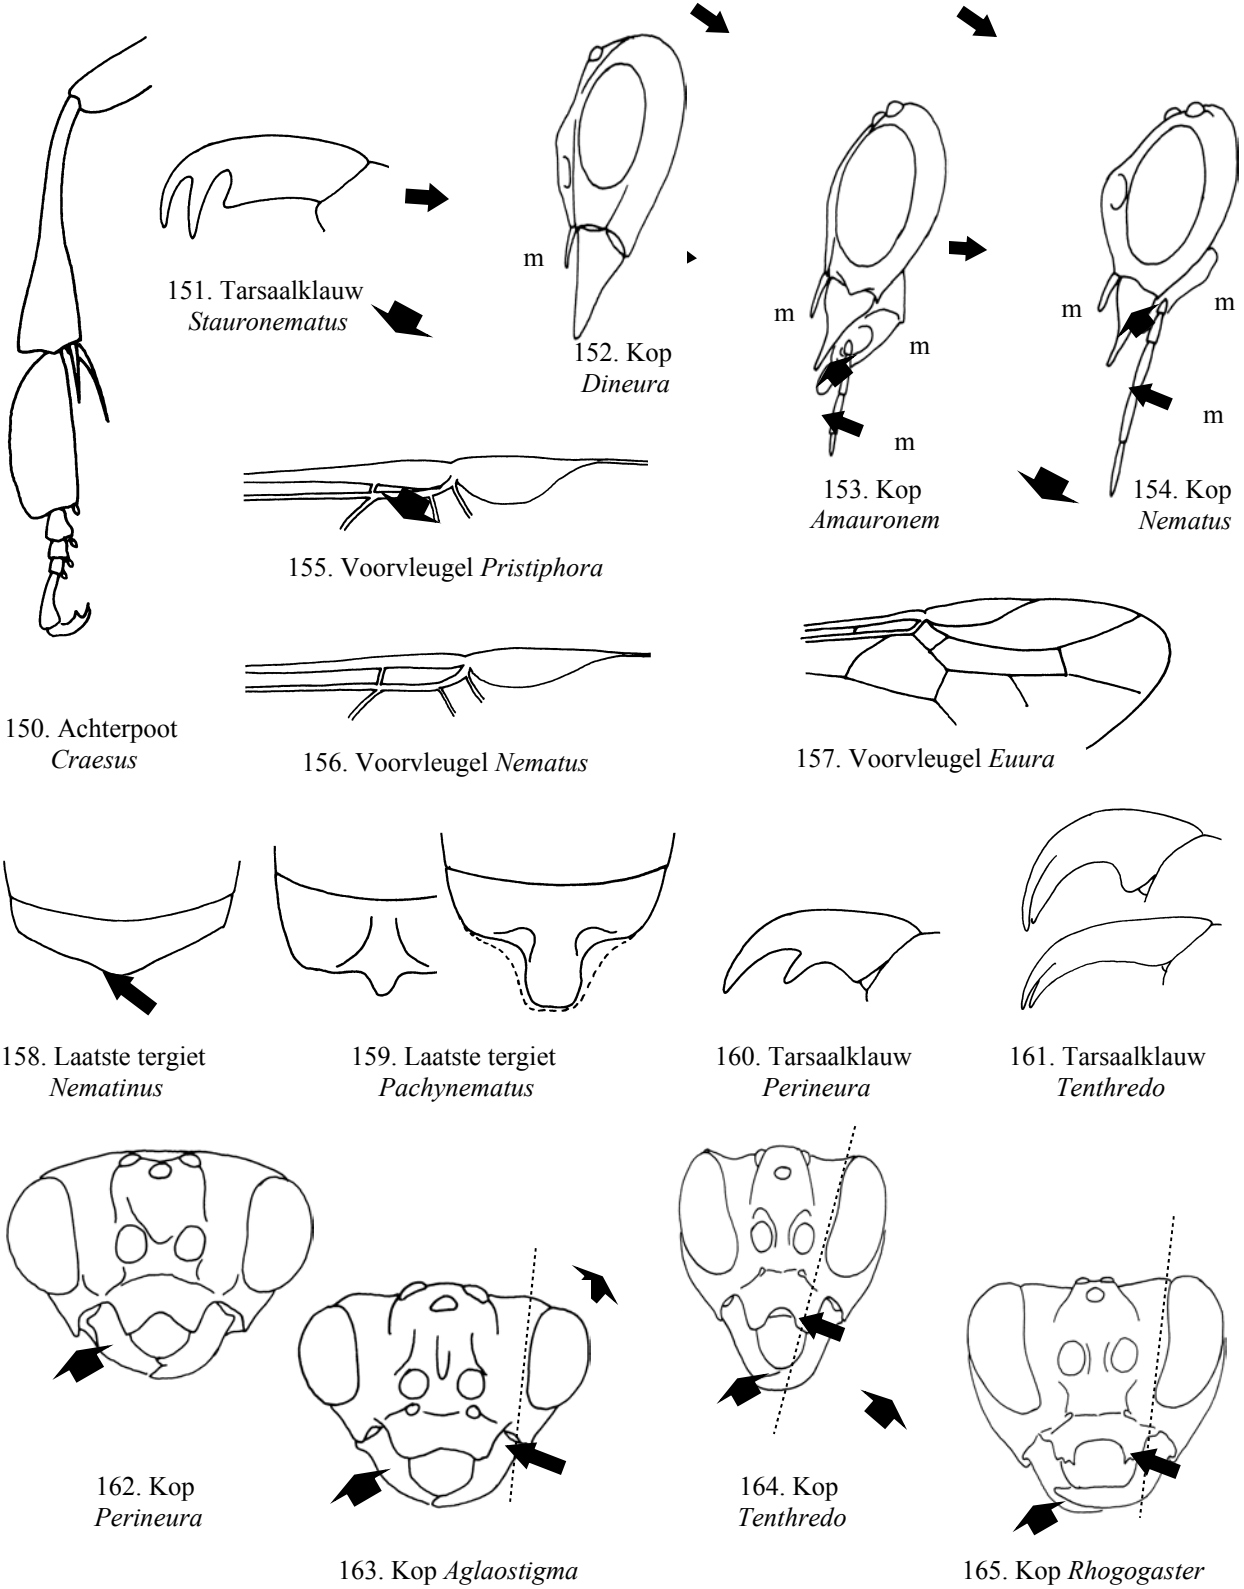 m
151. Tarsaalklauw
Stauronematus
m
m
m
152. Kop
Dineura
m
m
m
m
153. Kop
Amauronem
154. Kop
Nematus
155. Voorvleugel Pristiphora
150. Achterpoot
Craesus
156. Voorvleugel Nematus
157. Voorvleugel Euura
158. Laatste tergiet
Nematinus
159. Laatste tergiet
Pachynematus
160. Tarsaalklauw
Perineura
161. Tarsaalklauw
Tenthredo
162. Kop
Perineura
164. Kop
Tenthredo
163. Kop Aglaostigma
165. Kop Rhogogaster